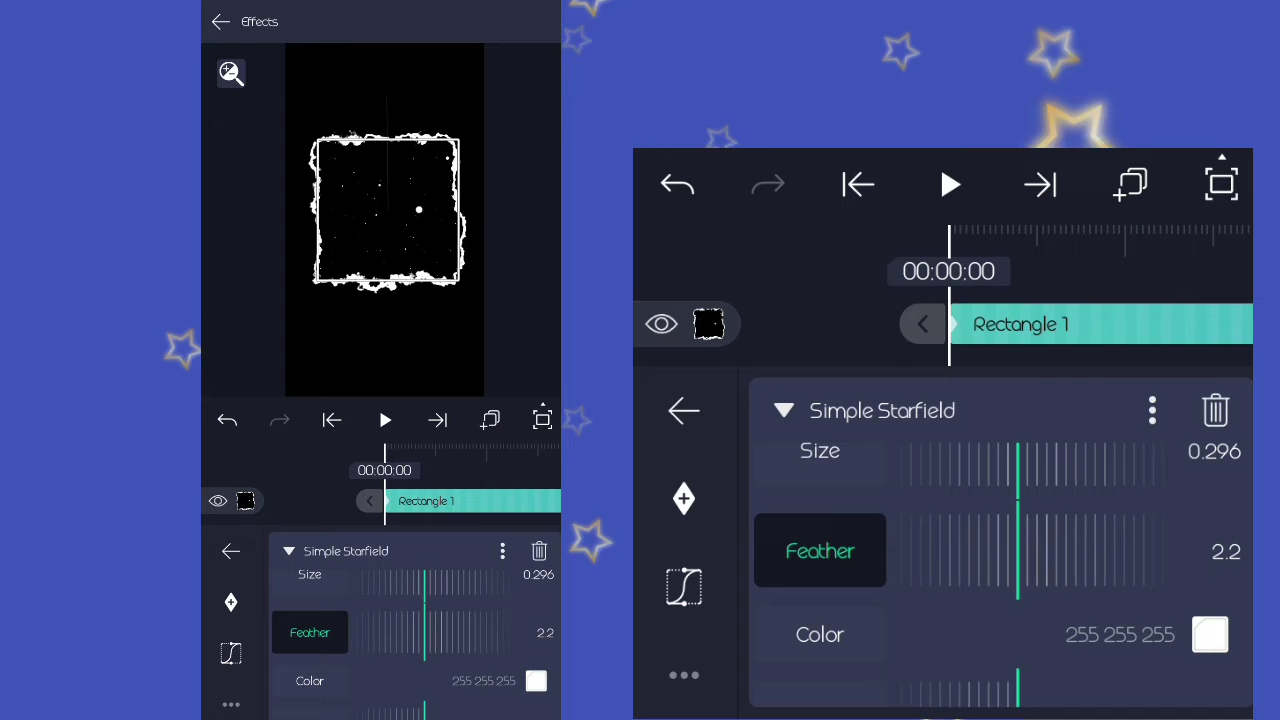 Effects
00:00:00
Rectangle 1
Simple Starfield
Size 0.296
Feather 2.2
Color 255 255 255
00:00:00
Rectangle 1
Simple Starfield
Size 0.296
Feather 2.2
Color 255 255 255